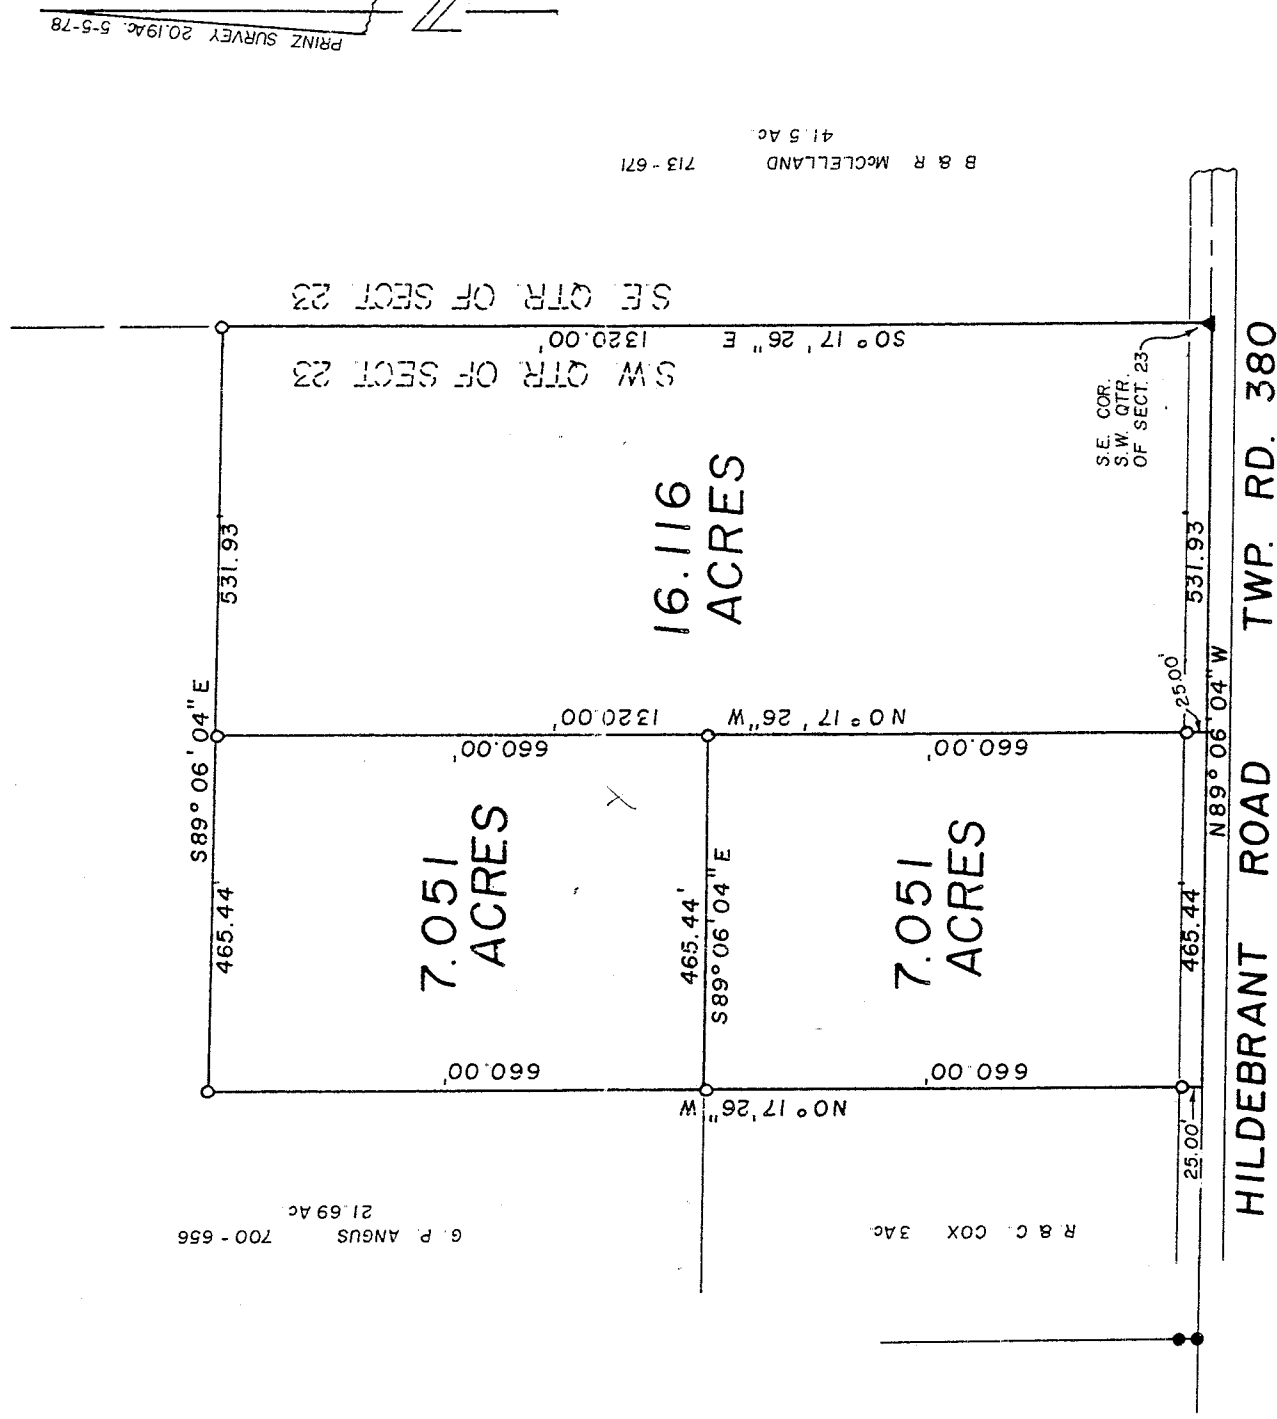 PRINZ SURVEY 20.19Ac. 5-5-78
B & R McCLELLAND 713-671
41.5 Ac.
S.E. QTR. OF SECT. 23
S0° 17' 26" E 1320.00'
S.W. QTR. OF SECT. 23
S.E. COR.
S.W. QTR.
OF SECT. 23
531.93'
16.116
ACRES
531.93'
S89° 06' 04" E
N0° 17' 26" W 1320.00'
25.00'
N89° 06' 04" W
660.00'
660.00'
465.44'
7.051
ACRES
465.44'
S89° 06' 04" E
7.051
ACRES
465.44'
660.00'
660.00'
N0° 17' 26" W
25.00'
G. P. ANGUS 700-656
21.69 Ac
R. & C. COX 3Ac.
HILDEBRANT ROAD TWP. RD. 380